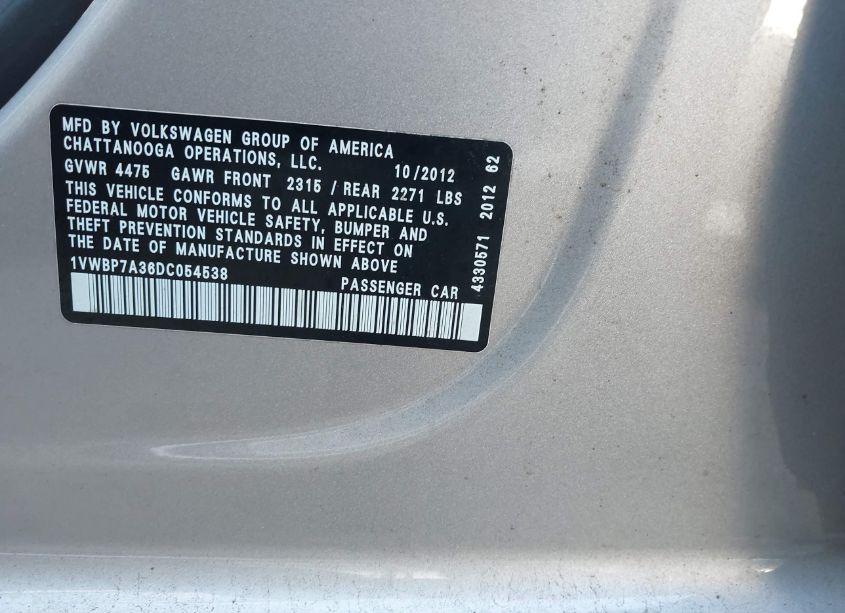 MFD BY VOLKSWAGEN GROUP OF AMERICA
CHATTANOOGA OPERATIONS, LLC. 10/2012
GVWR 4475 GAWR FRONT 2315 / REAR 2271 LBS
THIS VEHICLE CONFORMS TO ALL APPLICABLE U.S.
FEDERAL MOTOR VEHICLE SAFETY, BUMPER AND
THEFT PREVENTION STANDARDS IN EFFECT ON
THE DATE OF MANUFACTURE SHOWN ABOVE
1VWBP7A36DC054538 PASSENGER CAR
4330571 2012 62